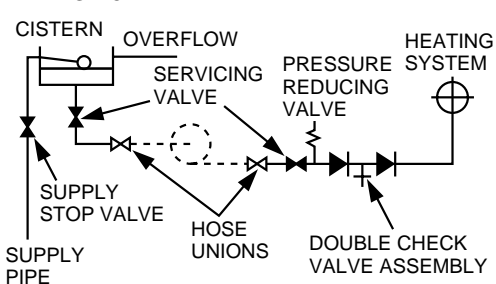 CISTERN
OVERFLOW
HEATING
SYSTEM
SERVICING
VALVE
PRESSURE
REDUCING
VALVE
SUPPLY
STOP VALVE
HOSE
UNIONS
DOUBLE CHECK
VALVE ASSEMBLY
SUPPLY
PIPE